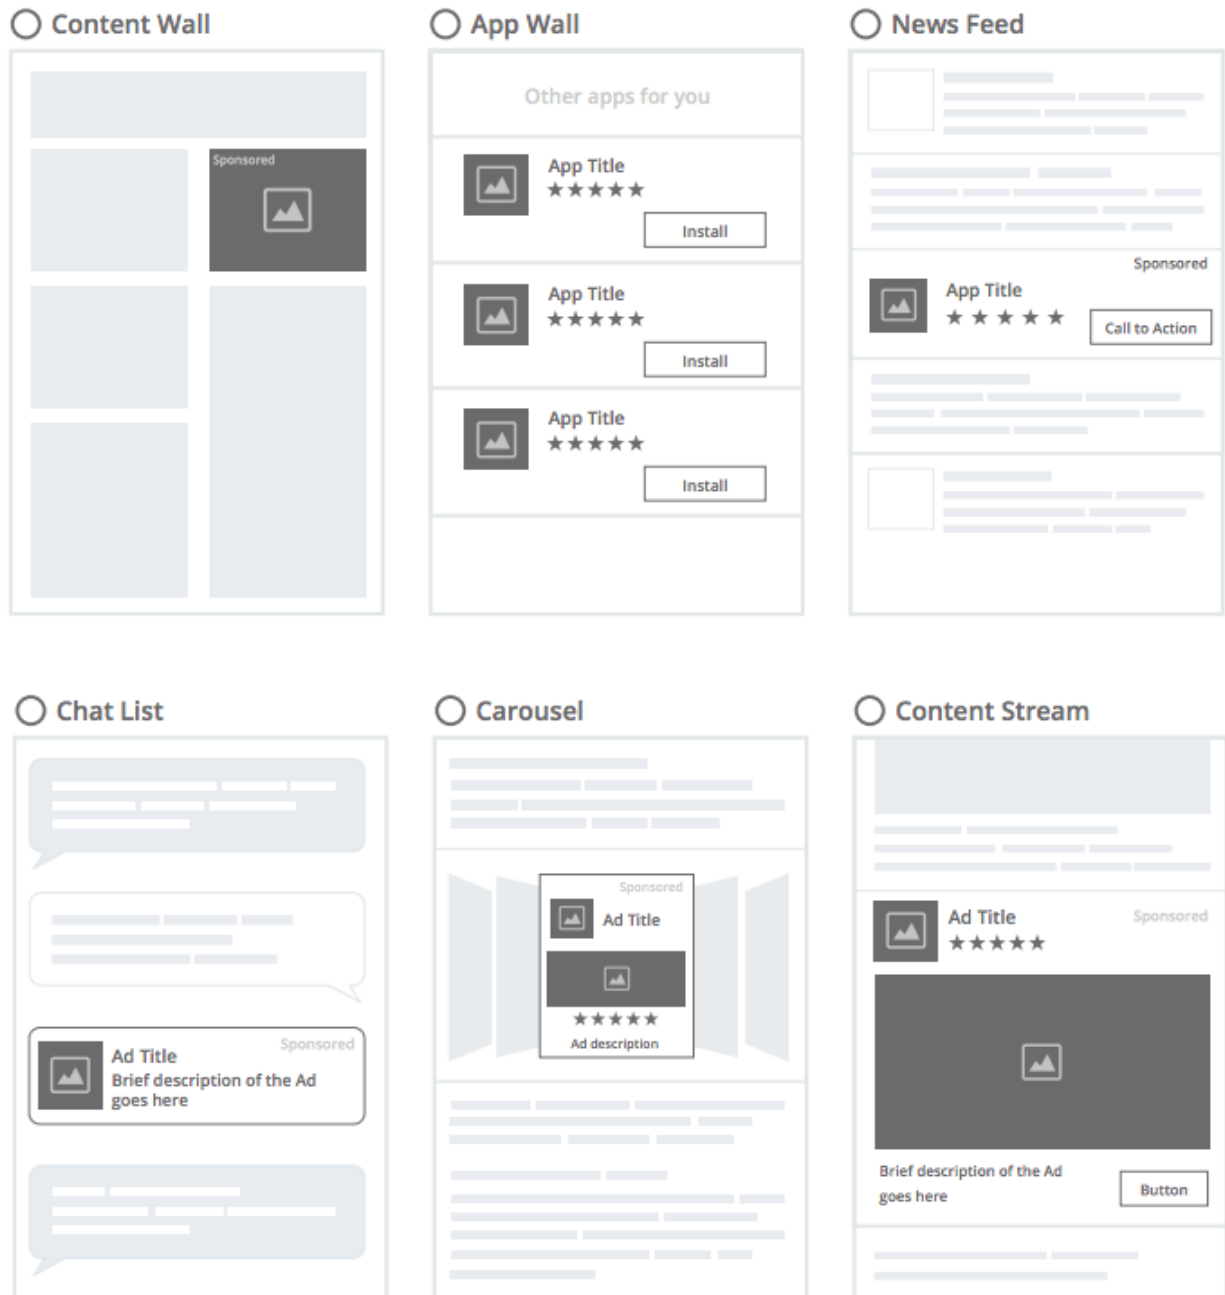 Content Wall
Sponsored
App Wall
Other apps for you
App Title
Install
App Title
Install
App Title
Install
News Feed
Sponsored
App Title
Call to Action
Chat List
Sponsored
Ad Title
Brief description of the Ad
goes here
Carousel
Sponsored
Ad Title
Ad description
Content Stream
Ad Title
Sponsored
Brief description of the Ad
goes here
Button